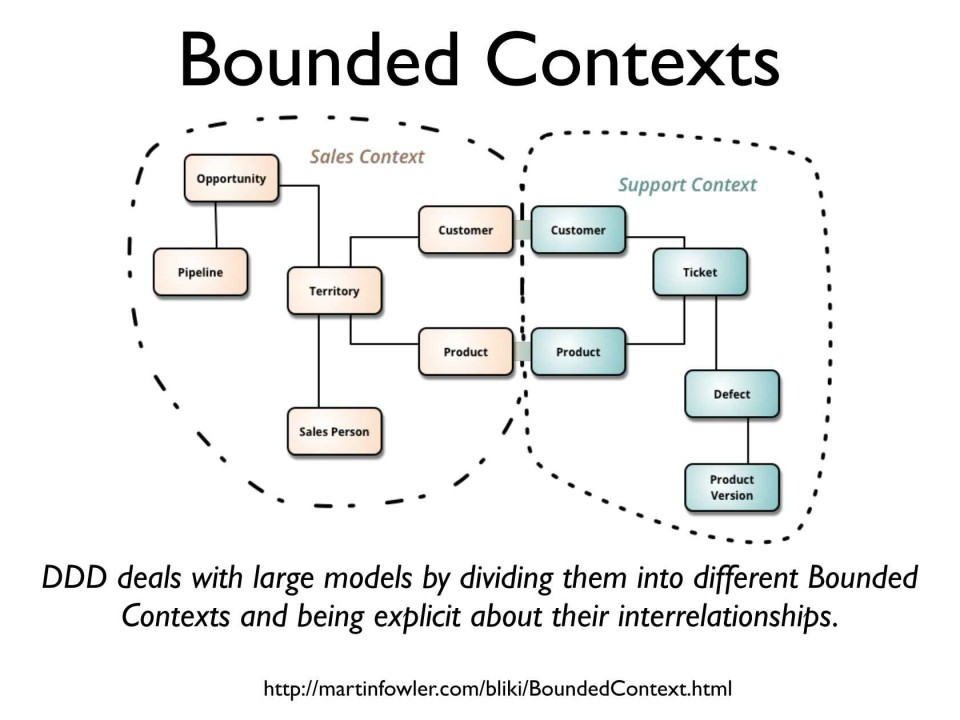 Bounded Contexts
Sales Context
Support Context
Opportunity
Customer
Customer
Pipeline
Ticket
Territory
Product
Product
Defect
Sales Person
Product
Version
DDD deals with large models by dividing them into different Bounded
Contexts and being explicit about their interrelationships.
http://martinfowler.com/bliki/BoundedContext.html